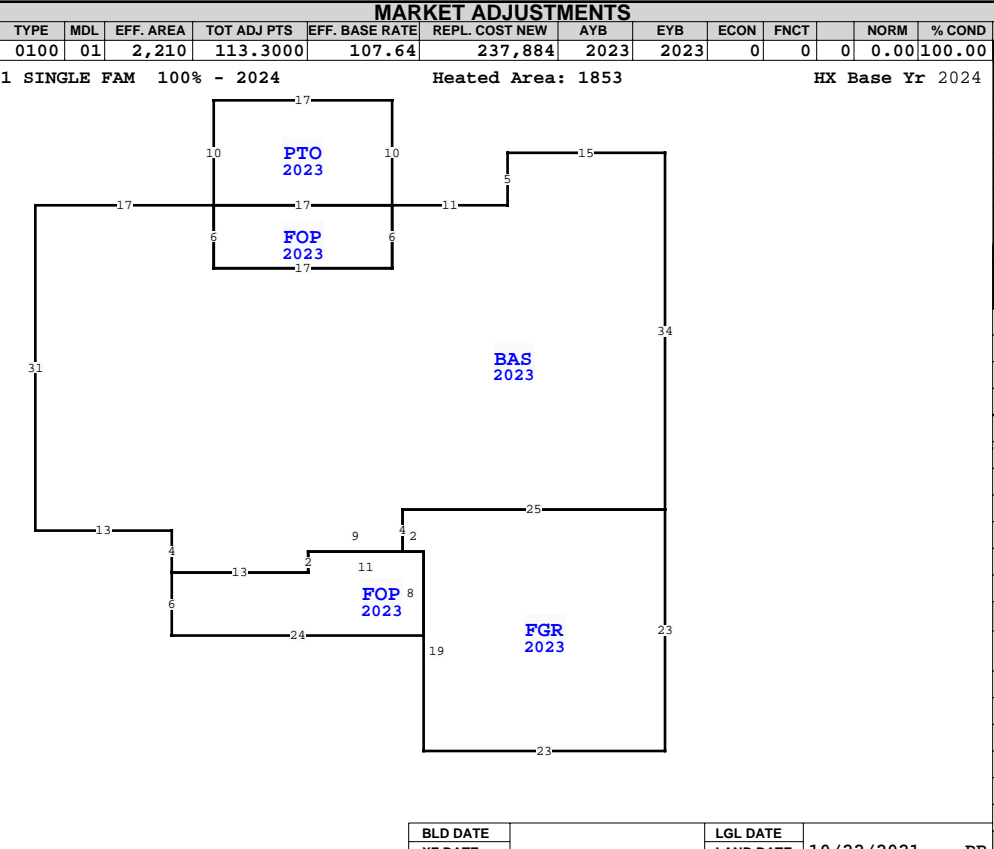 MARKET ADJUSTMENTS
TYPE MDL EFF. AREA TOT ADJ PTS EFF. BASE RATE REPL. COST NEW AYB EYB ECON FNCT NORM % COND
0100 01 2,210 113.3000 107.64 237,884 2023 2023 0 0 0 0.00 100.00
1 SINGLE FAM 100% - 2024 Heated Area: 1853 HX Base Yr 2024
17
10 PTO 10 15
2023
5
17 17 11
6 FOP 6
2023
17
34
31 BAS
2023
25
13 4 2
9
4
2
13 11
6 FOP 8
2023
FGR 23
2023
24
19
23
BLD DATE LGL DATE